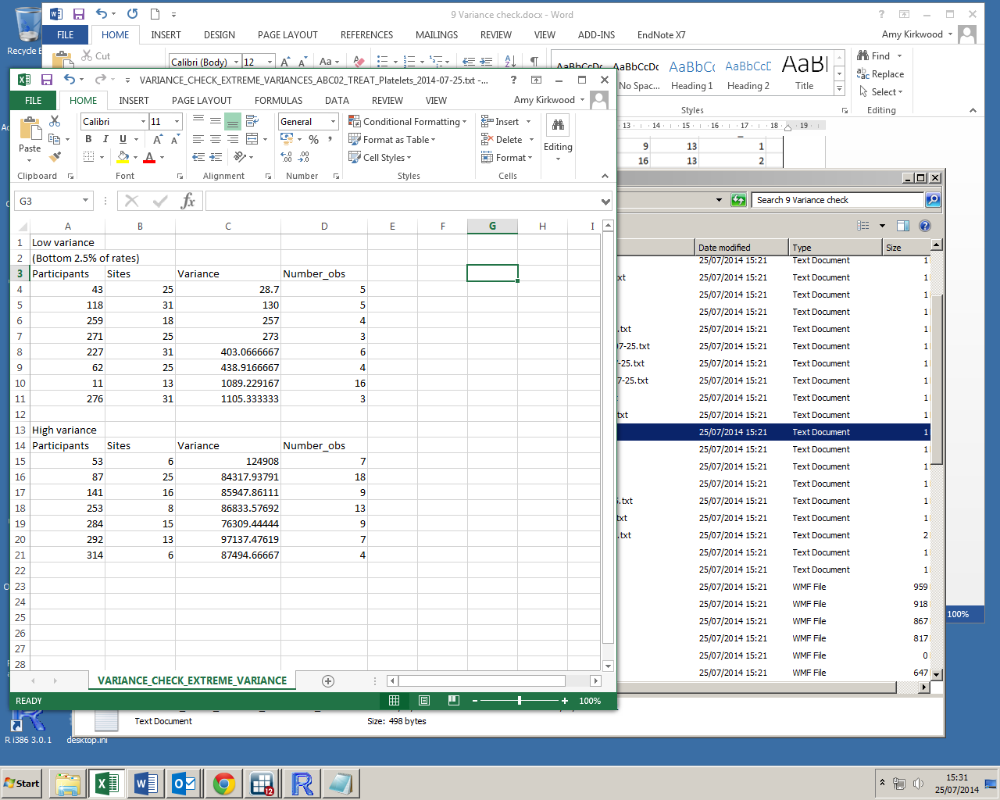 Recycle
9 Variance check.docx - Word
FILE HOME INSERT DESIGN PAGE LAYOUT REFERENCES MAILINGS REVIEW VIEW ADD-INS EndNote X7
Amy Kirkwood
Cut
Calibri (Body) 12
AaBbCcDc AaBbCcDc AaBbCc AaBbCcD AaBl
No Spac... Heading 1 Heading 2 Title
Find
Replace
Select
Styles
Editing
VARIANCE_CHECK_EXTREME_VARIANCES_ABC02_TREAT_Platelets_2014-07-25.txt -...
FILE HOME INSERT PAGE LAYOUT FORMULAS DATA REVIEW VIEW
Amy Kirkwood
Paste
Calibri 11
B I U
General
Conditional Formatting
Format as Table
Cell Styles
Insert
Delete
Format
Editing
Clipboard Font Alignment Number Styles Cells
13 14 15 16 17 18 19
9 13 1
16 13 2
G3
fx
Search 9 Variance check
A B C D E F G H I
1 Low variance
2 (Bottom 2.5% of rates)
3 Participants Sites Variance Number_obs
4 43 25 28.7 5
5 118 31 130 5
6 259 18 257 4
7 271 25 273 3
8 227 31 403.0666667 6
9 62 25 438.9166667 4
10 11 13 1089.229167 16
11 276 31 1105.333333 3
12
13 High variance
14 Participants Sites Variance Number_obs
15 53 6 124908 7
16 87 25 84317.93791 18
17 141 16 85947.86111 9
18 253 8 86833.57692 13
19 284 15 76309.44444 9
20 292 13 97137.47619 7
21 314 6 87494.66667 4
22
23
24
25
26
27
28
VARIANCE_CHECK_EXTREME_VARIANCE
READY
100%
Date modified Type Size
25/07/2014 15:21 Text Document 1
xt 25/07/2014 15:21 Text Document 1
25/07/2014 15:21 Text Document 1
25/07/2014 15:21 Text Document 1
.txt 25/07/2014 15:21 Text Document 1
07-25.txt 25/07/2014 15:21 Text Document 1
7-25.txt 25/07/2014 15:21 Text Document 1
7-25.txt 25/07/2014 15:21 Text Document 1
25/07/2014 15:21 Text Document 1
txt 25/07/2014 15:21 Text Document 1
25/07/2014 15:21 Text Document 1
25/07/2014 15:21 Text Document 1
25/07/2014 15:21 Text Document 1
25/07/2014 15:21 Text Document 1
.txt 25/07/2014 15:21 Text Document 1
txt 25/07/2014 15:21 Text Document 1
.txt 25/07/2014 15:21 Text Document 2
25/07/2014 15:21 Text Document 1
25/07/2014 15:21 Text Document 1
25/07/2014 15:21 WMF File 959
25/07/2014 15:21 WMF File 918
25/07/2014 15:21 WMF File 867
25/07/2014 15:21 WMF File 817
25/07/2014 15:21 WMF File 0
25/07/2014 15:21 WMF File 647
100%
Text Document Size: 498 bytes
R i386 3.0.1
desktop.ini
Start
12
15:31
25/07/2014